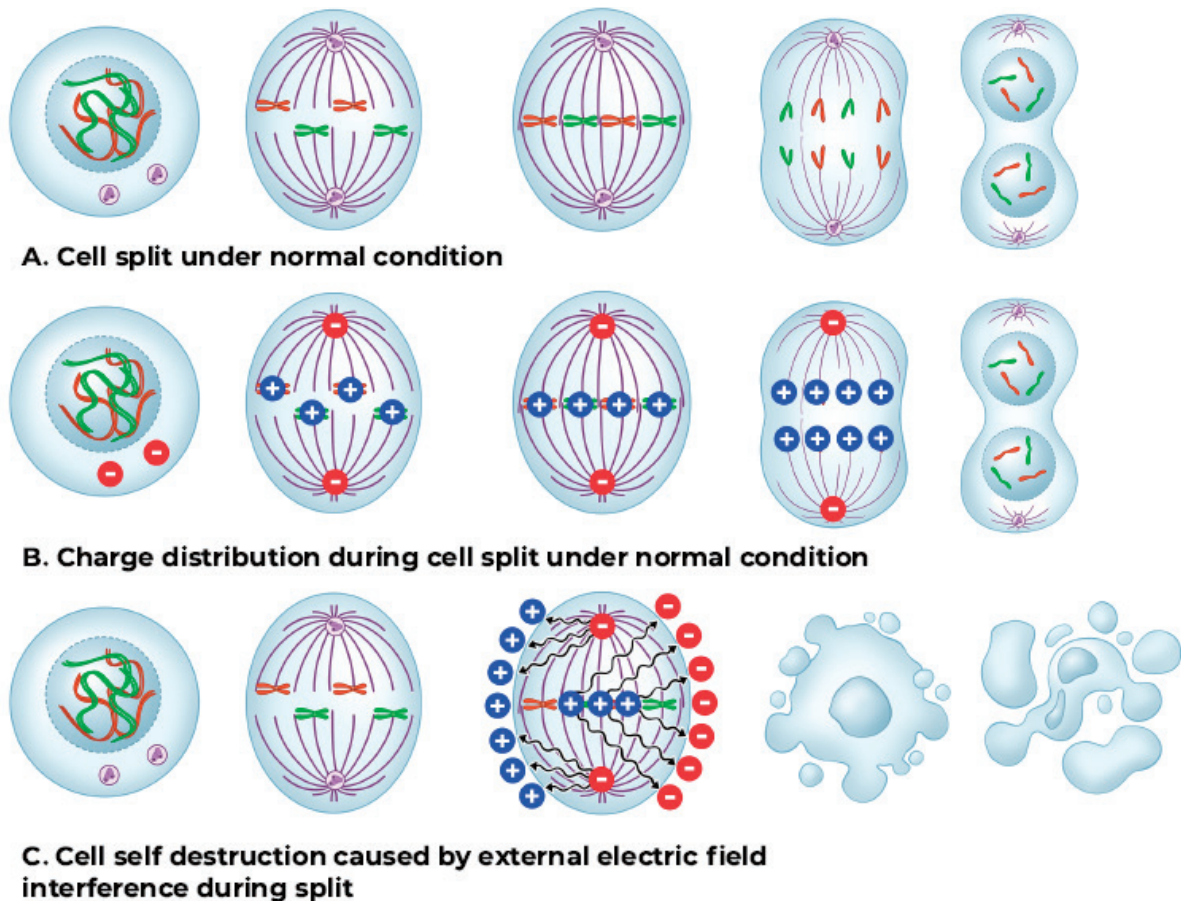 A. Cell split under normal condition
B. Charge distribution during cell split under normal condition
C. Cell self destruction caused by external electric field
interference during split